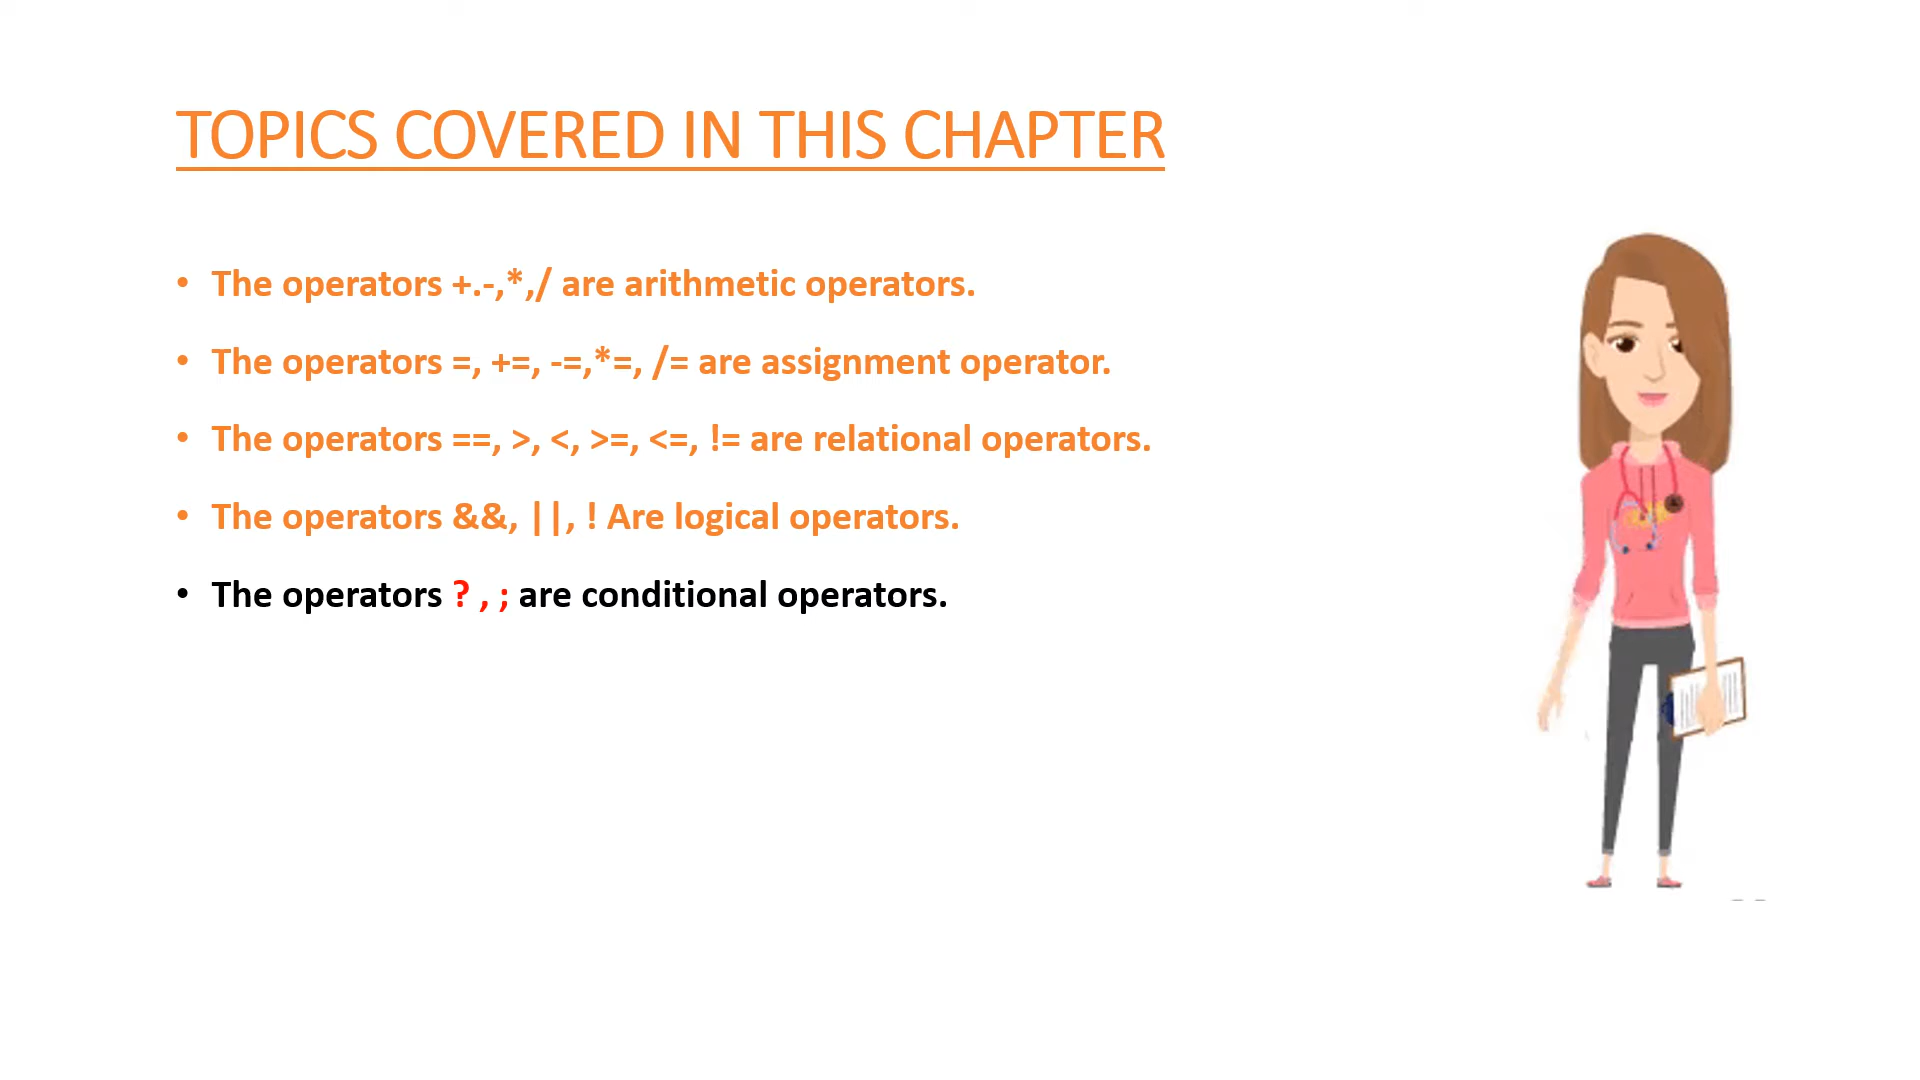 TOPICS COVERED IN THIS CHAPTER
• The operators +.-,*,/ are arithmetic operators.
• The operators =, +=, -=,*=, /= are assignment operator.
• The operators ==, >, <, >=, <=, != are relational operators.
• The operators &&, ||, ! Are logical operators.
• The operators ? , ; are conditional operators.